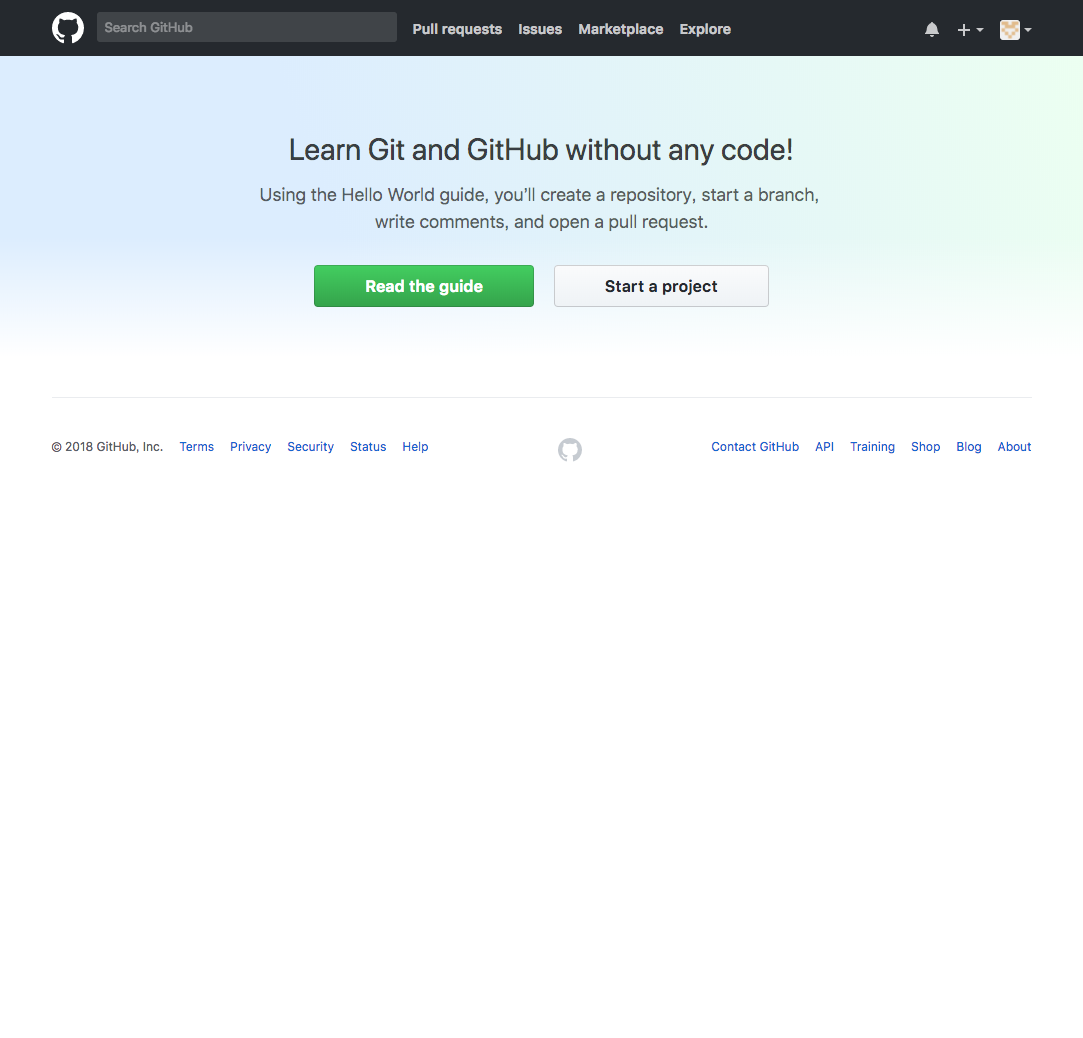 Search GitHub Pull requests Issues Marketplace Explore
Learn Git and GitHub without any code!
Using the Hello World guide, you’ll create a repository, start a branch,
write comments, and open a pull request.
Read the guide Start a project
© 2018 GitHub, Inc. Terms Privacy Security Status Help Contact GitHub API Training Shop Blog About